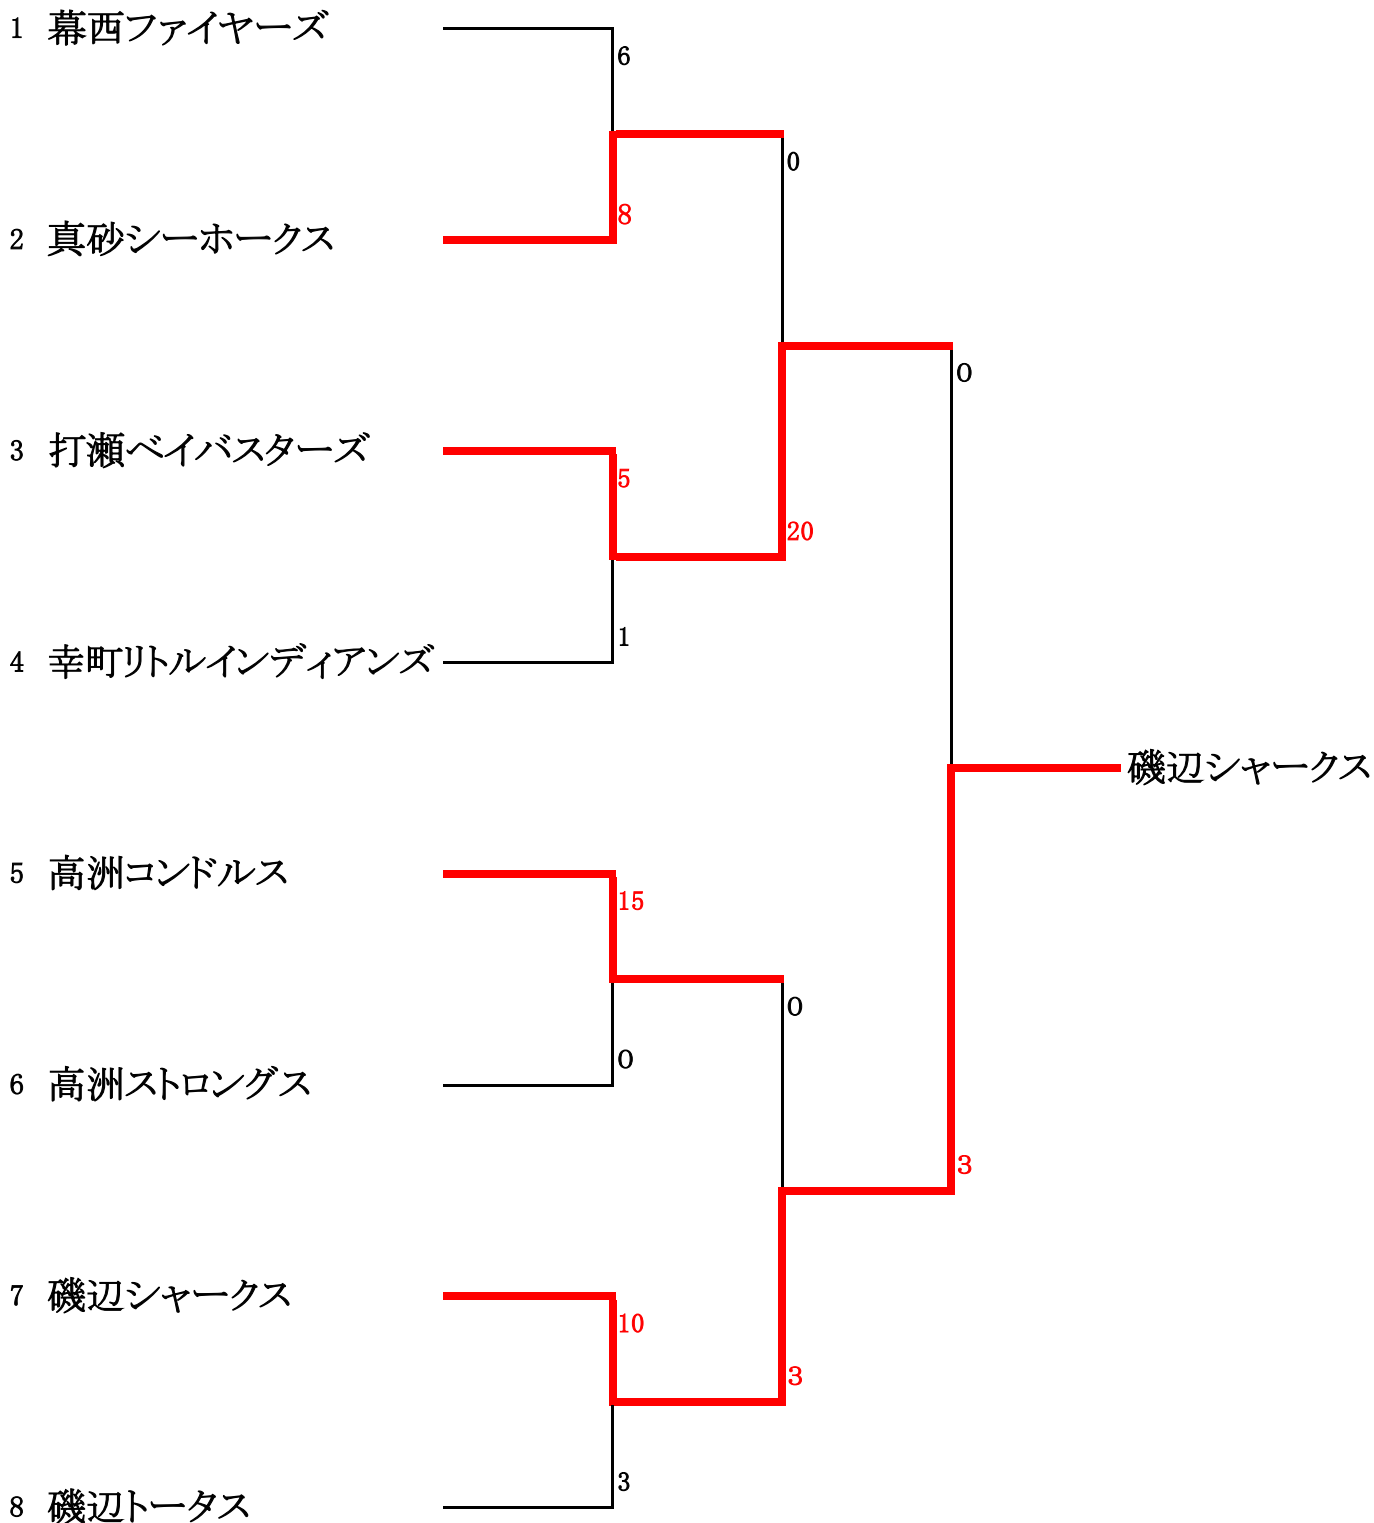 1 幕西ファイヤーズ
6
0
8
2 真砂シーホークス
0
3 打瀬ベイバスターズ
5
20
1
4 幸町リトルインディアンズ
磯辺シャークス
5 高洲コンドルス
15
0
0
6 高洲ストロングス
3
7 磯辺シャークス
10
3
3
8 磯辺トータス